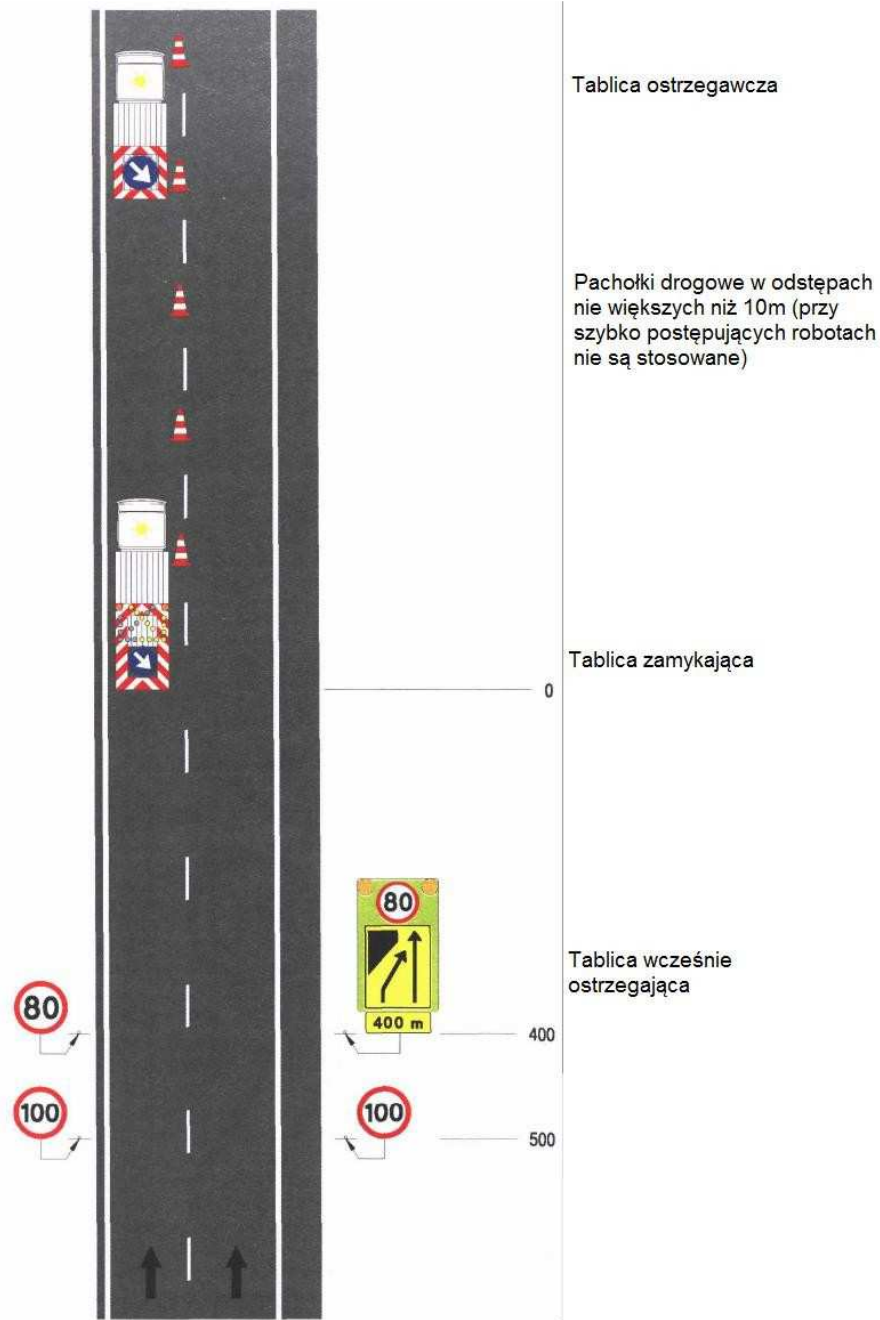 Tablica ostrzegawcza
Pachołki drogowe w odstępach
nie większych niż 10m (przy
szybko postępujących robotach
nie są stosowane)
Tablica zamykająca
0
80
Tablica wcześnie
ostrzegająca
80
400 m
400
100
100
500